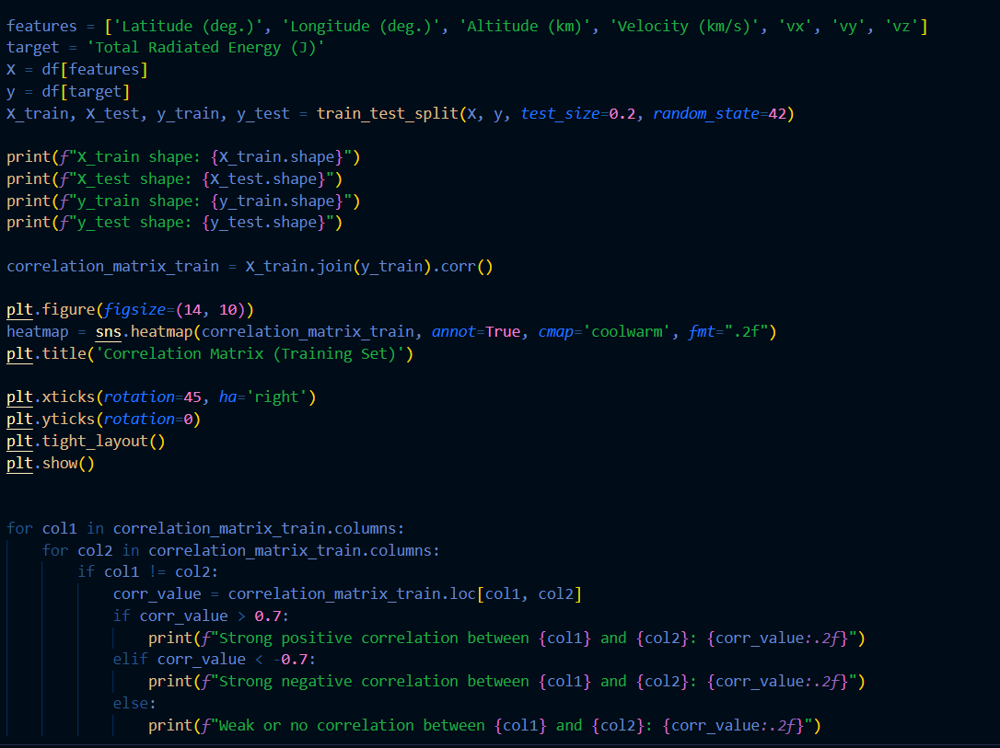 features = ['Latitude (deg.)', 'Longitude (deg.)', 'Altitude (km)', 'Velocity (km/s)', 'vx', 'vy', 'vz']
target = 'Total Radiated Energy (J)'
X = df[features]
y = df[target]
X_train, X_test, y_train, y_test = train_test_split(X, y, test_size=0.2, random_state=42)

print(f"X_train shape: {X_train.shape}")
print(f"X_test shape: {X_test.shape}")
print(f"y_train shape: {y_train.shape}")
print(f"y_test shape: {y_test.shape}")

correlation_matrix_train = X_train.join(y_train).corr()

plt.figure(figsize=(14, 10))
heatmap = sns.heatmap(correlation_matrix_train, annot=True, cmap='coolwarm', fmt=".2f")
plt.title('Correlation Matrix (Training Set)')

plt.xticks(rotation=45, ha='right')
plt.yticks(rotation=0)
plt.tight_layout()
plt.show()


for col1 in correlation_matrix_train.columns:
    for col2 in correlation_matrix_train.columns:
        if col1 != col2:
            corr_value = correlation_matrix_train.loc[col1, col2]
            if corr_value > 0.7:
                print(f"Strong positive correlation between {col1} and {col2}: {corr_value:.2f}")
            elif corr_value < -0.7:
                print(f"Strong negative correlation between {col1} and {col2}: {corr_value:.2f}")
            else:
                print(f"Weak or no correlation between {col1} and {col2}: {corr_value:.2f}")